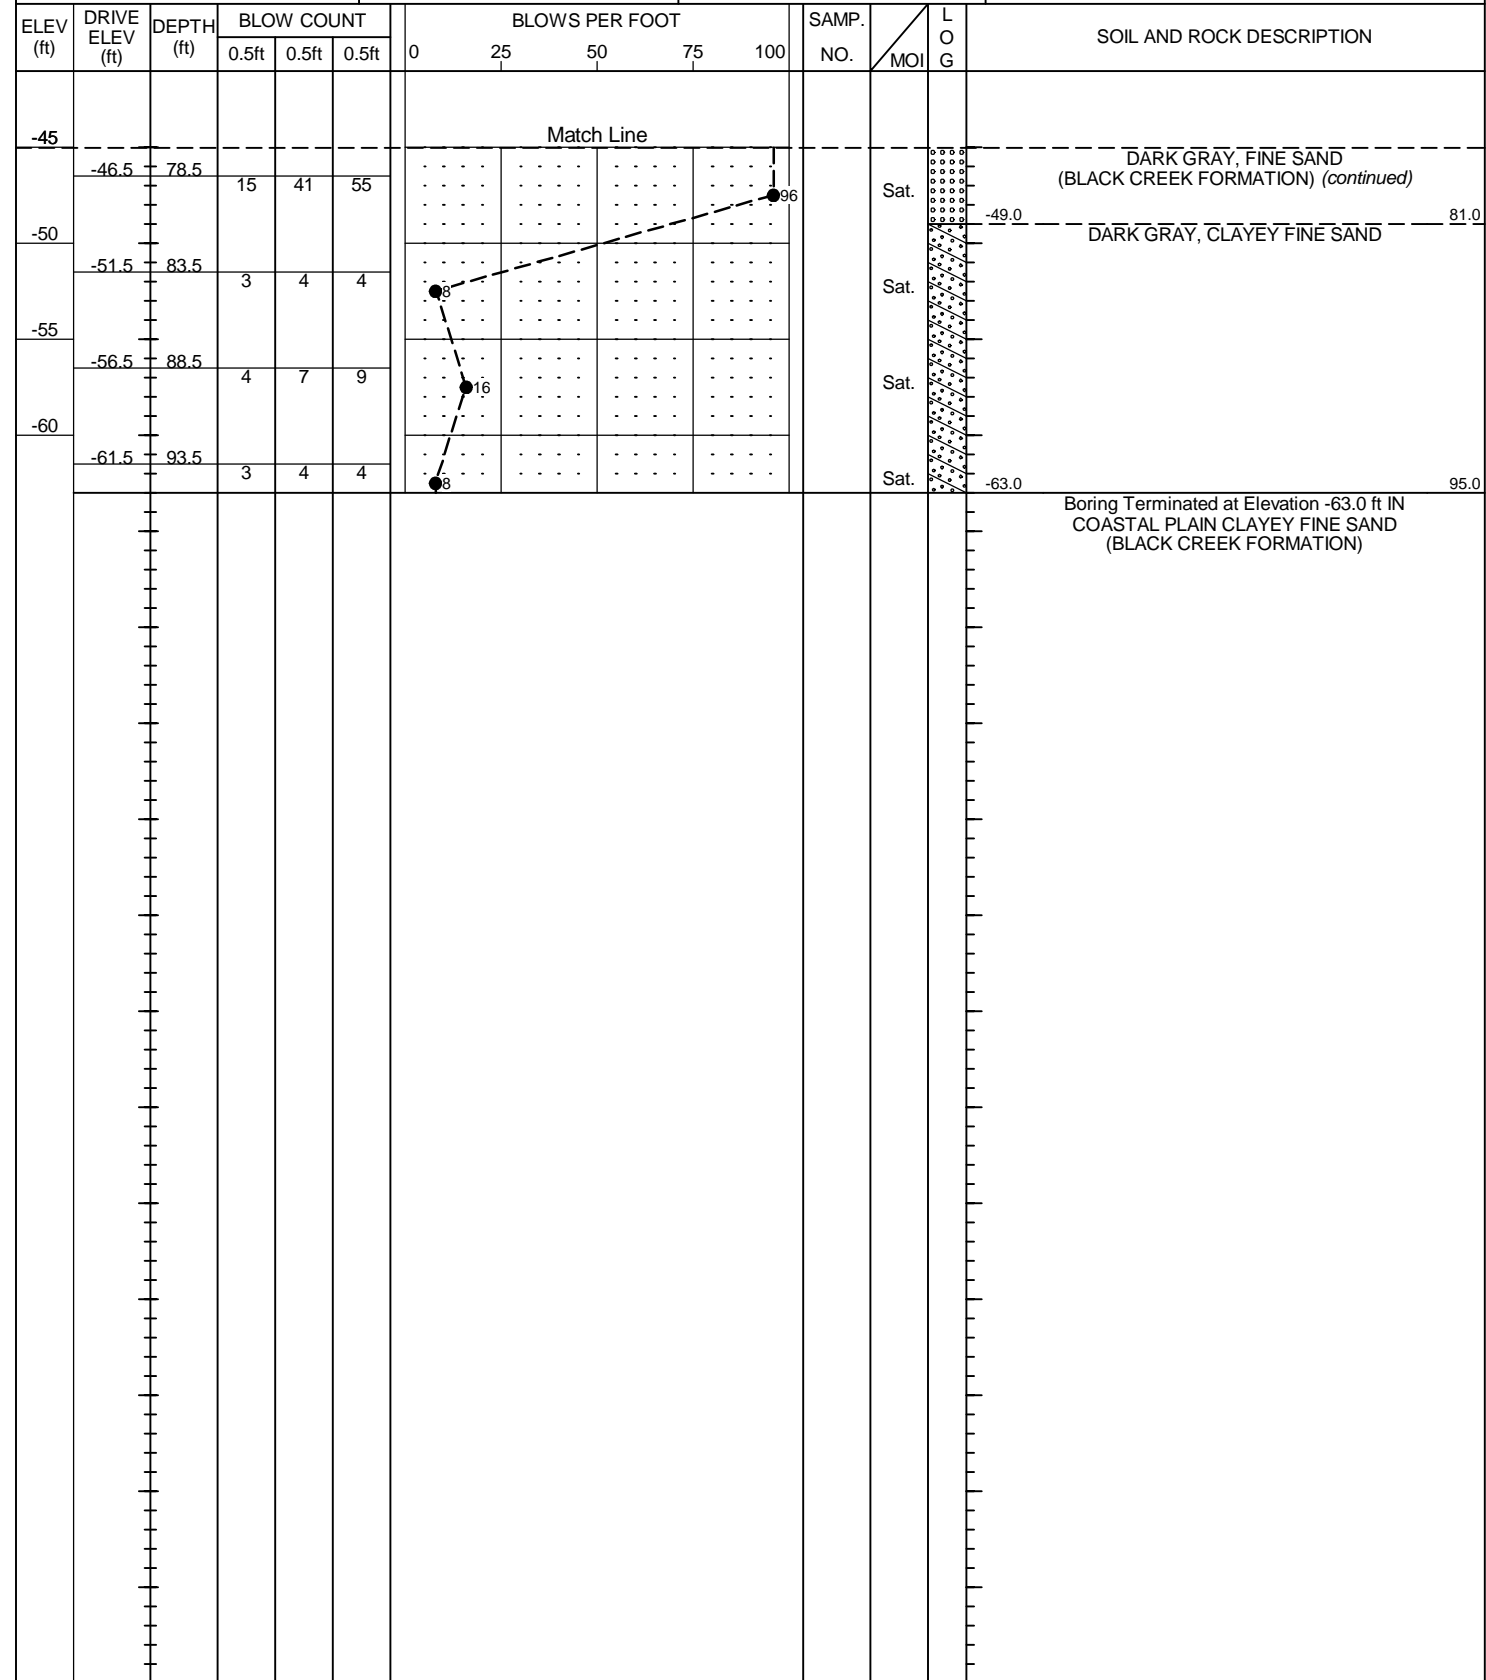 ELEV (ft) DRIVE ELEV (ft) DEPTH (ft) BLOW COUNT BLOWS PER FOOT SAMP. NO. MOI LOG SOIL AND ROCK DESCRIPTION
0.5ft 0.5ft 0.5ft 0 25 50 75 100
-45 Match Line
DARK GRAY, FINE SAND
-46.5 78.5 (BLACK CREEK FORMATION) (continued)
15 41 55 96 Sat.
-49.0 81.0
-50 DARK GRAY, CLAYEY FINE SAND
-51.5 83.5
3 4 4 8 Sat.
-55
-56.5 88.5
4 7 9 16 Sat.
-60
-61.5 93.5
3 4 4 8 Sat. -63.0 95.0
Boring Terminated at Elevation -63.0 ft IN
COASTAL PLAIN CLAYEY FINE SAND
(BLACK CREEK FORMATION)